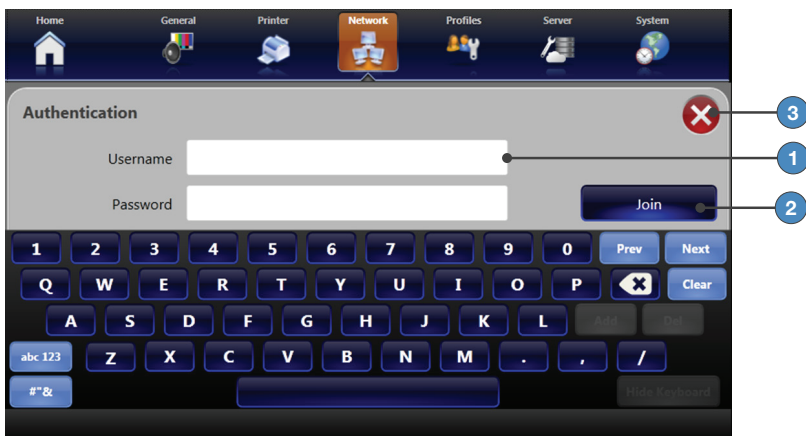 Home General Printer Network Profiles Server System
Authentication
3
Username
1
Password
Join
2
1 2 3 4 5 6 7 8 9 0 Prev Next
Q W E R T Y U I O P Clear
A S D F G H J K L Add Del
abc 123 Z X C V B N M . , /
#"& Hide Keyboard